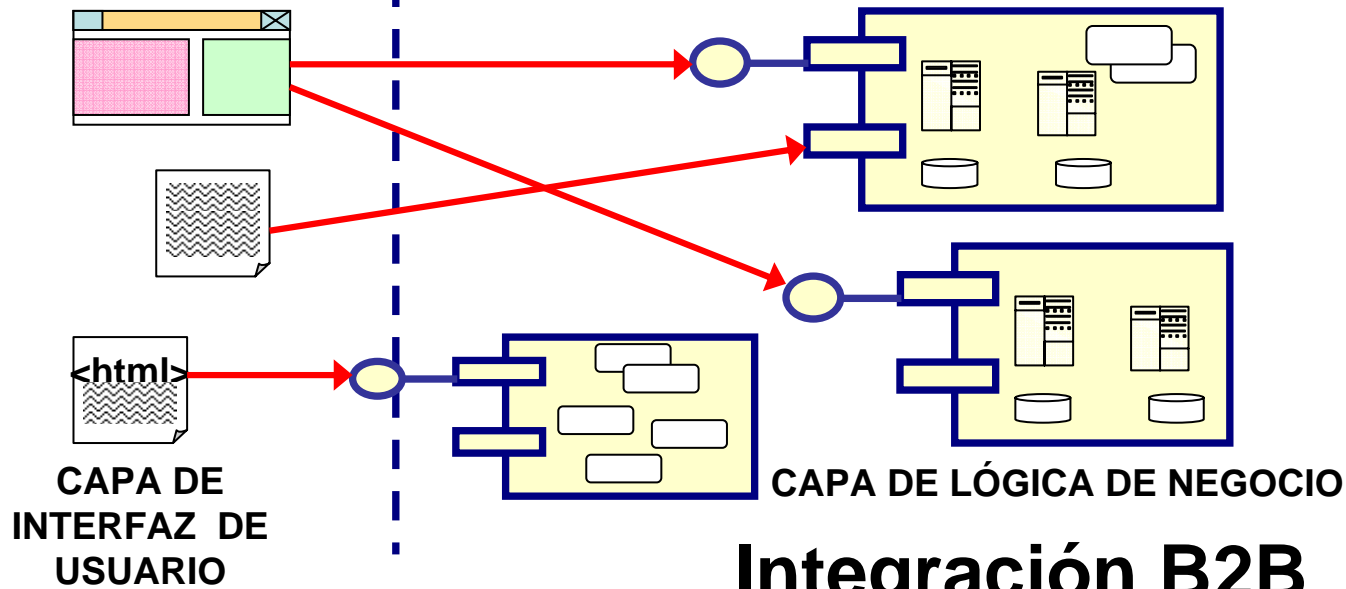 <html>
CAPA DE
INTERFAZ DE
USUARIO
CAPA DE LÓGICA DE NEGOCIO
Integración B2B